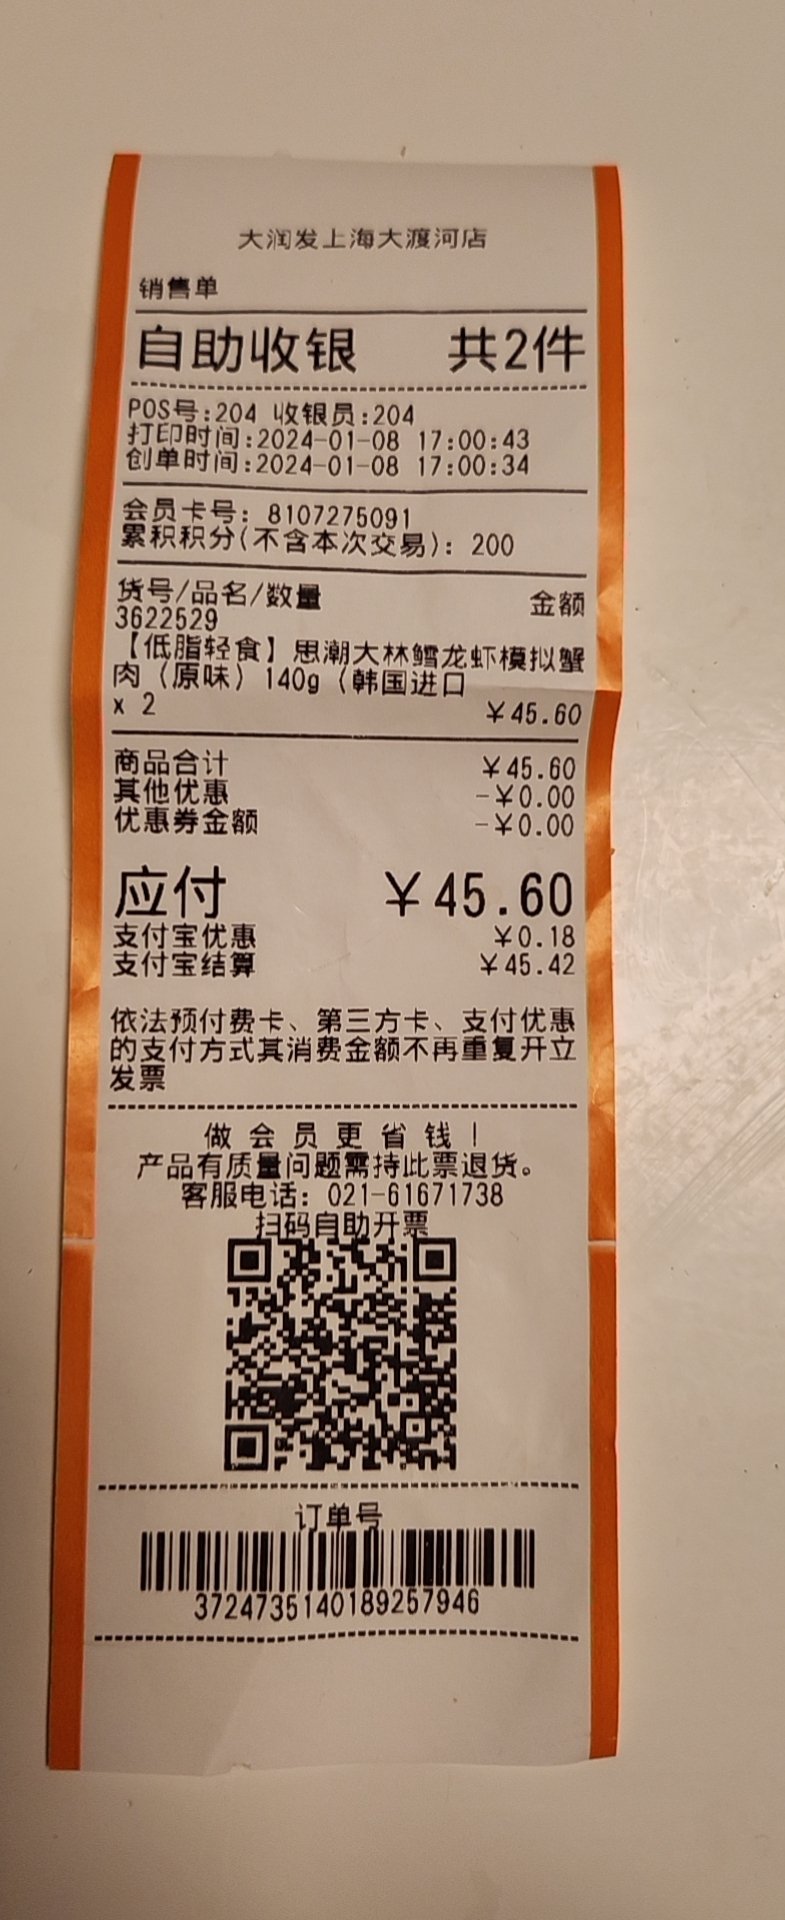 大润发上海大渡河店
销售单
自助收银 共2件
POS号:204 收银员:204
打印时间:2024-01-08 17:00:43
创单时间:2024-01-08 17:00:34
会员卡号: 8107275091
累积积分(不含本次交易): 200
货号/品名/数量 金额
3622529
【低脂轻食】思潮大林鳕龙虾模拟蟹
肉（原味）140g（韩国进口
x 2 ￥45.60
商品合计 ￥45.60
其他优惠 -￥0.00
优惠券金额 -￥0.00
应付 ￥45.60
支付宝优惠 ￥0.18
支付宝结算 ￥45.42
依法预付费卡、第三方卡、支付优惠
的支付方式其消费金额不再重复开立
发票
做会员更省钱！
产品有质量问题需持此票退货。
客服电话: 021-61671738
扫码自助开票
订单号
3724735140189257946